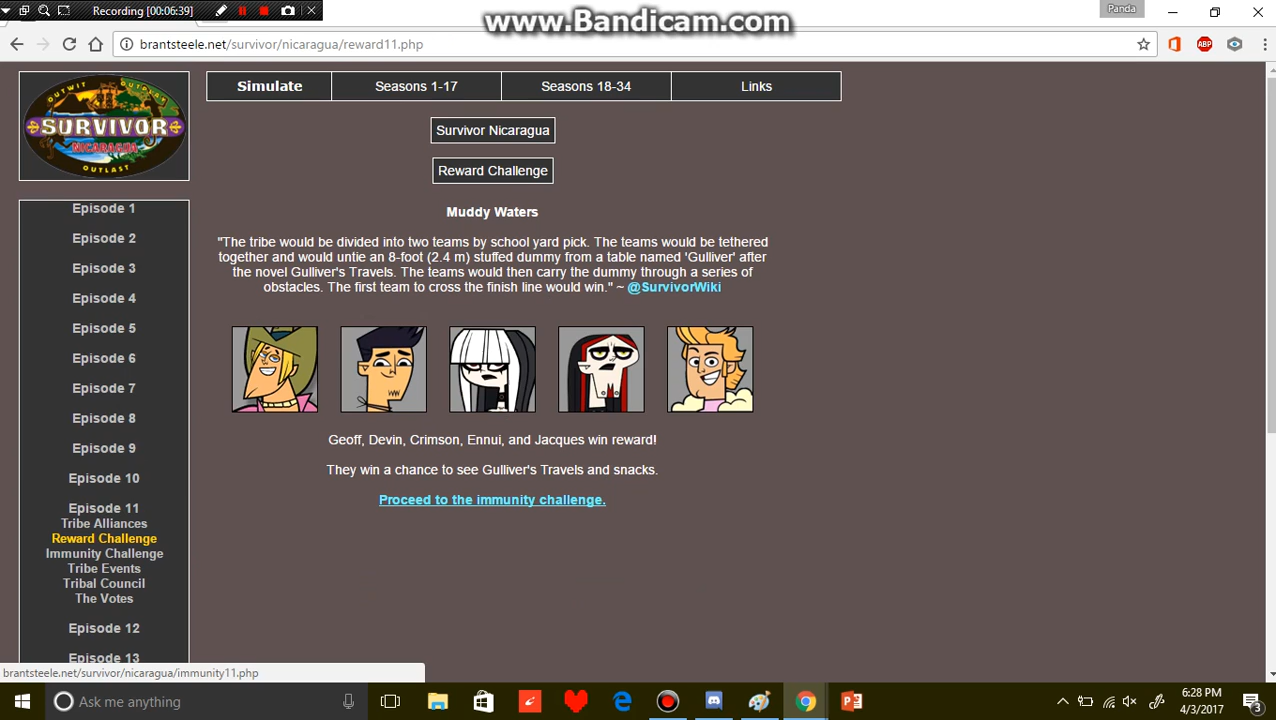 Recording [00:06:39]
www.Bandicam.com
Panda
brantsteele.net/survivor/nicaragua/reward11.php
ABP
OUTWIT OUTPLAY
SURVIVOR
NICARAGUA
OUTLAST
Simulate
Seasons 1-17
Seasons 18-34
Links
Survivor Nicaragua
Reward Challenge
Muddy Waters
"The tribe would be divided into two teams by school yard pick. The teams would be tethered
together and would untie an 8-foot (2.4 m) stuffed dummy from a table named 'Gulliver' after
the novel Gulliver's Travels. The teams would then carry the dummy through a series of
obstacles. The first team to cross the finish line would win." ~ @SurvivorWiki
Geoff, Devin, Crimson, Ennui, and Jacques win reward!
They win a chance to see Gulliver's Travels and snacks.
Proceed to the immunity challenge.
Episode 1
Episode 2
Episode 3
Episode 4
Episode 5
Episode 6
Episode 7
Episode 8
Episode 9
Episode 10
Episode 11
Tribe Alliances
Reward Challenge
Immunity Challenge
Tribe Events
Tribal Council
The Votes
Episode 12
Episode 13
brantsteele.net/survivor/nicaragua/immunity11.php
Ask me anything
6:28 PM
4/3/2017
3